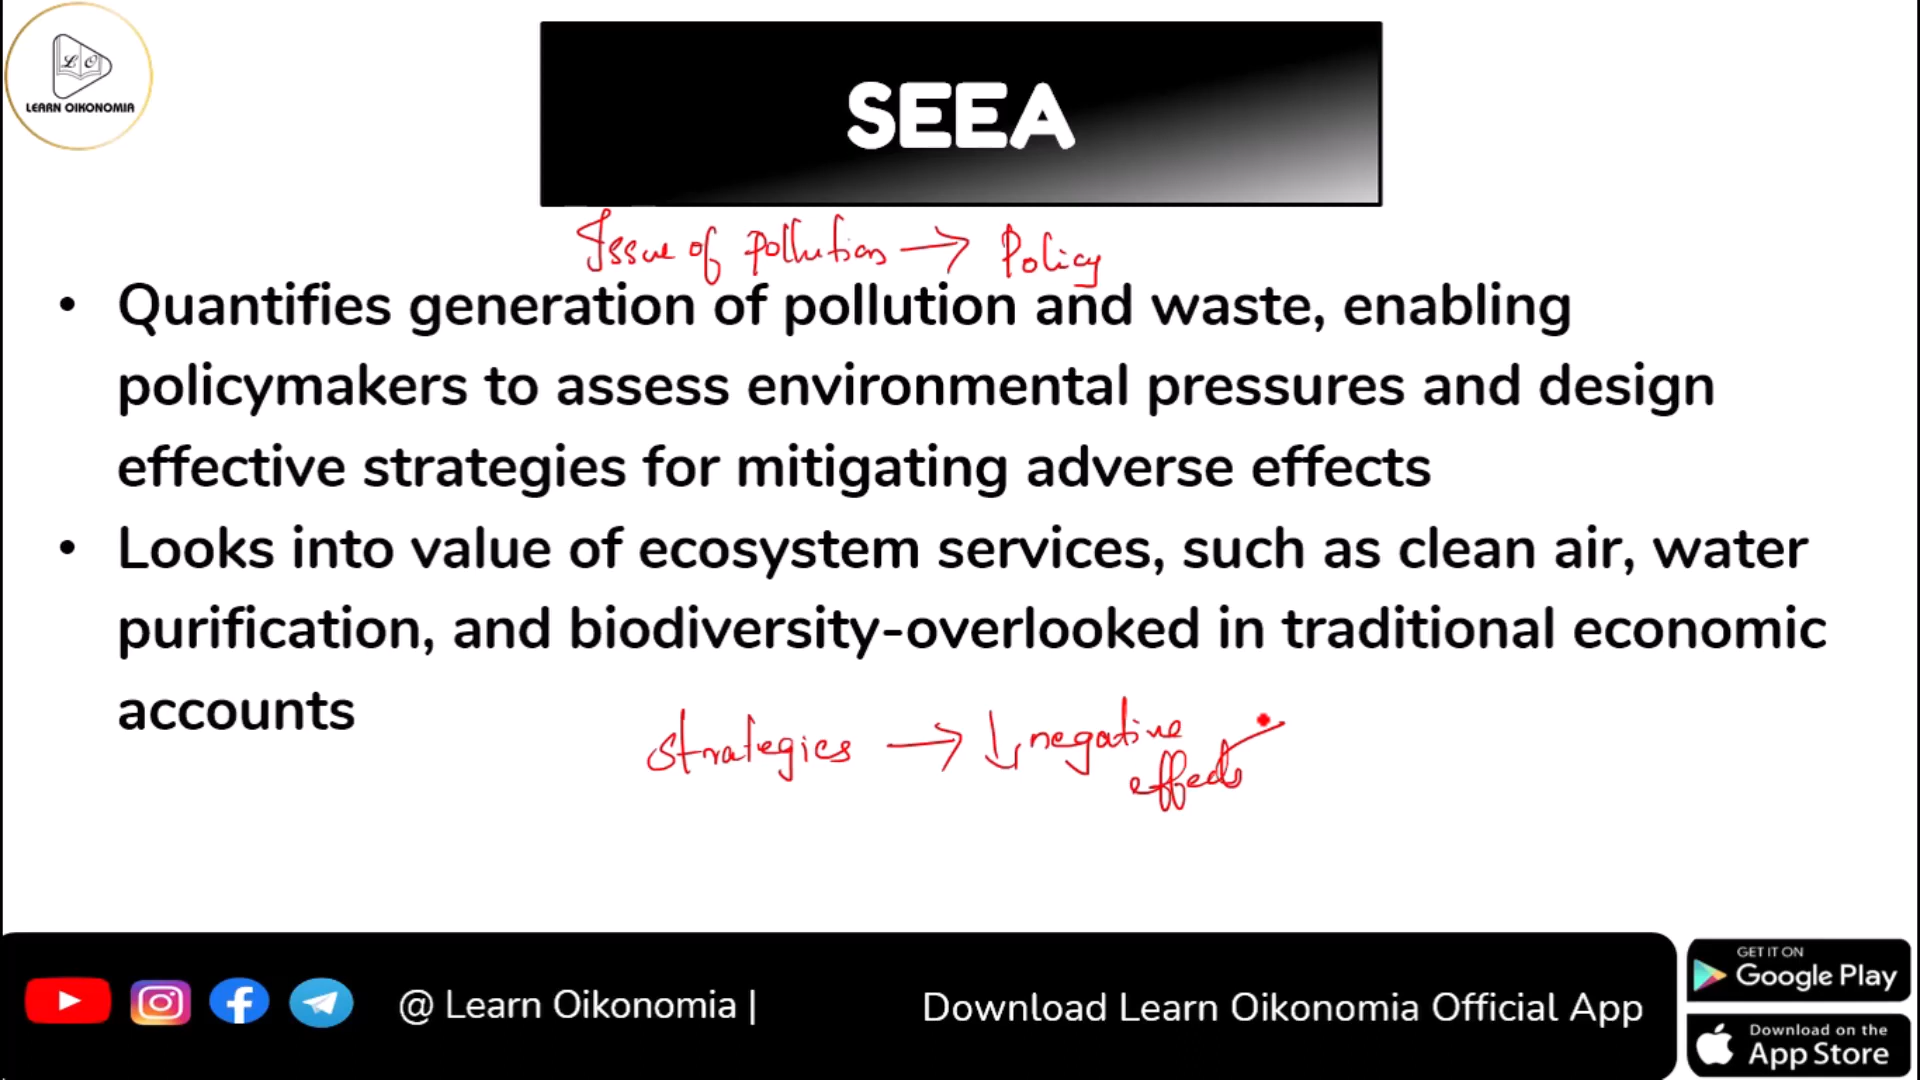 LO
LEARN OIKONOMIA
SEEA
Issue of pollution → Policy
• Quantifies generation of pollution and waste, enabling
policymakers to assess environmental pressures and design
effective strategies for mitigating adverse effects
• Looks into value of ecosystem services, such as clean air, water
purification, and biodiversity-overlooked in traditional economic
accounts
strategies → ↓ negative
effects
@ Learn Oikonomia |
Download Learn Oikonomia Official App
GET IT ON
Google Play
Download on the
App Store